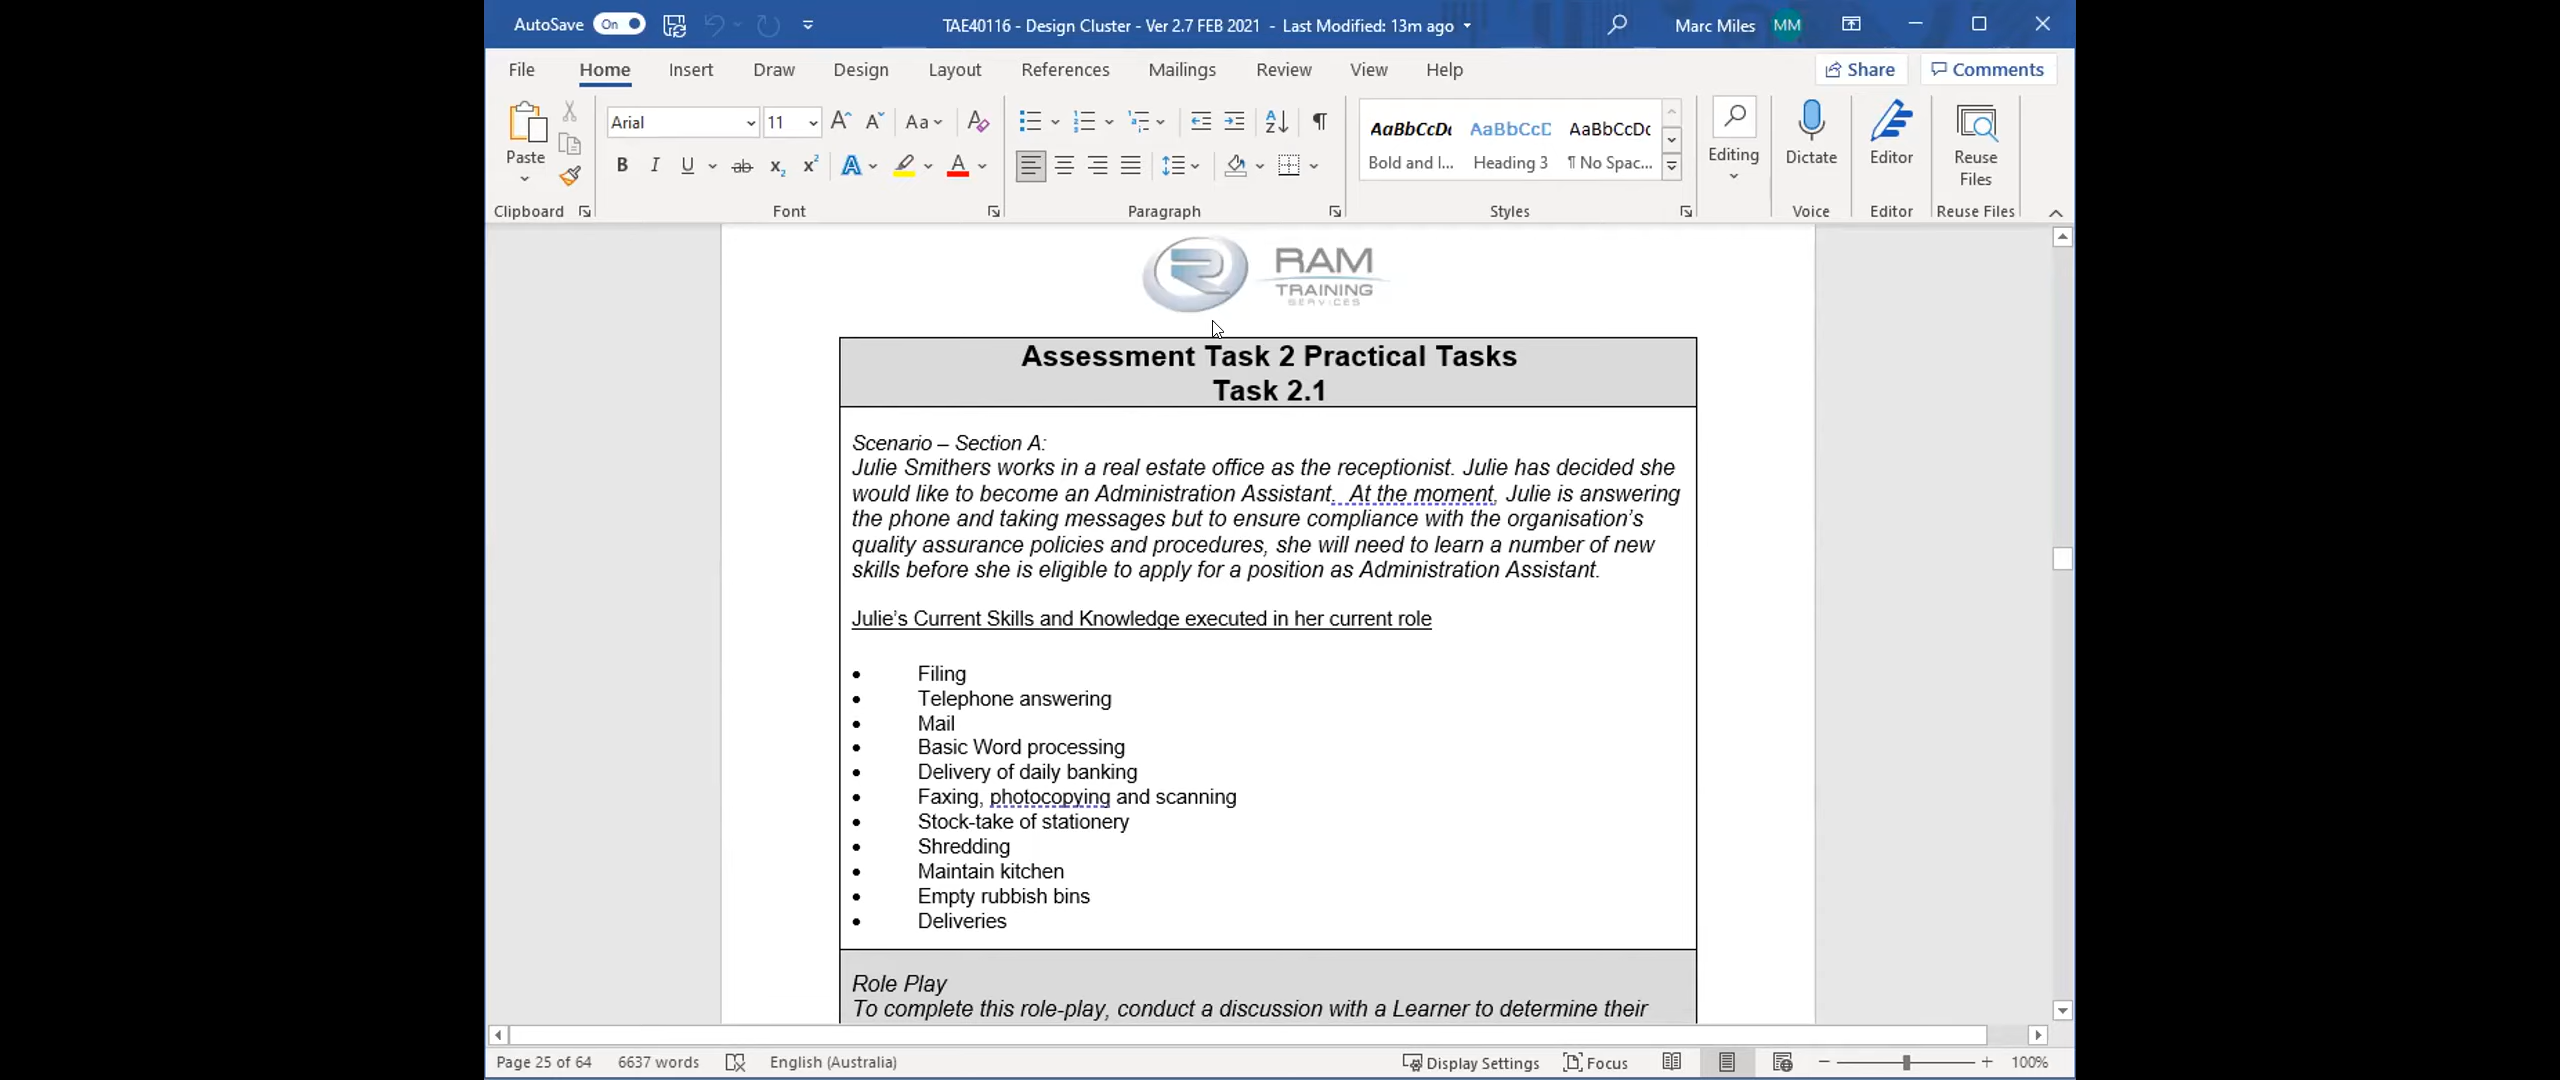 AutoSave On TAE40116 - Design Cluster - Ver 2.7 FEB 2021 - Last Modified: 13m ago Marc Miles MM
File Home Insert Draw Design Layout References Mailings Review View Help Share Comments
Arial 11 Aa
AaBbCcDc AaBbCcD AaBbCcDc
Paste B I U ab x₂ x² A A Bold and I... Heading 3 ¶ No Spac... Editing Dictate Editor Reuse
Files
Clipboard Font Paragraph Styles Voice Editor Reuse Files
RAM
TRAINING
SERVICES
Assessment Task 2 Practical Tasks
Task 2.1
Scenario – Section A:
Julie Smithers works in a real estate office as the receptionist. Julie has decided she
would like to become an Administration Assistant.  At the moment, Julie is answering
the phone and taking messages but to ensure compliance with the organisation’s
quality assurance policies and procedures, she will need to learn a number of new
skills before she is eligible to apply for a position as Administration Assistant.
Julie’s Current Skills and Knowledge executed in her current role
• Filing
• Telephone answering
• Mail
• Basic Word processing
• Delivery of daily banking
• Faxing, photocopying and scanning
• Stock-take of stationery
• Shredding
• Maintain kitchen
• Empty rubbish bins
• Deliveries
Role Play
To complete this role-play, conduct a discussion with a Learner to determine their
Page 25 of 64 6637 words English (Australia) Display Settings Focus 100%